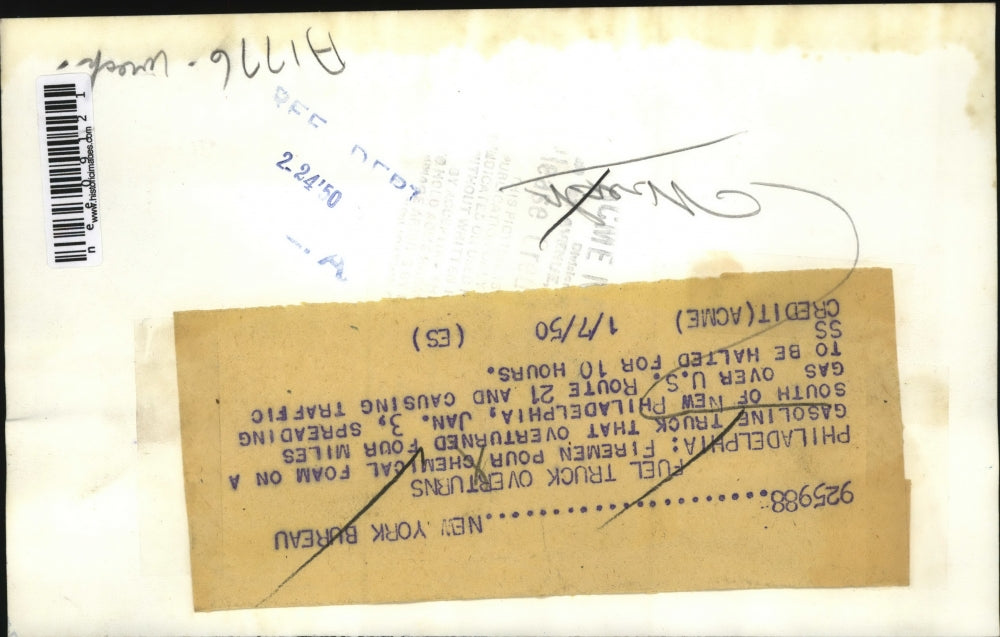 925988....................NEW YORK BUREAU
FUEL TRUCK OVERTURNS
PHILADELPHIA: FIREMEN POUR CHEMICAL FOAM ON A
GASOLINE TRUCK THAT OVERTURNED FOUR MILES
SOUTH OF NEW PHILADELPHIA, JAN. 3, SPREADING
GAS OVER U.S. ROUTE 21 AND CAUSING TRAFFIC
TO BE HALTED FOR 10 HOURS.
SS
CREDIT(ACME) 1/7/50 (ES)
REF DEPT
2-24'50
www.historicimages.com
nee09121
ACME